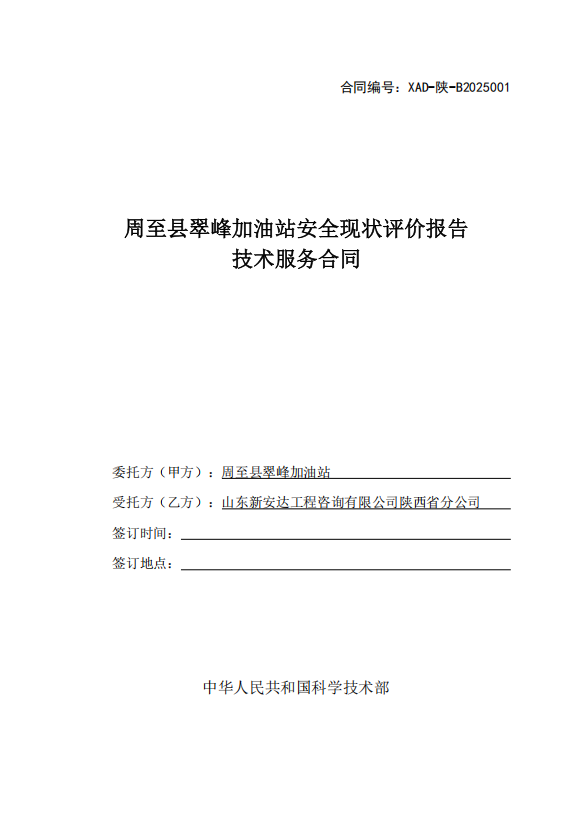 合同编号：XAD-陕-B2025001
周至县翠峰加油站安全现状评价报告
技术服务合同
委托方（甲方）：周至县翠峰加油站
受托方（乙方）：山东新安达工程咨询有限公司陕西省分公司
签订时间：
签订地点：
中华人民共和国科学技术部